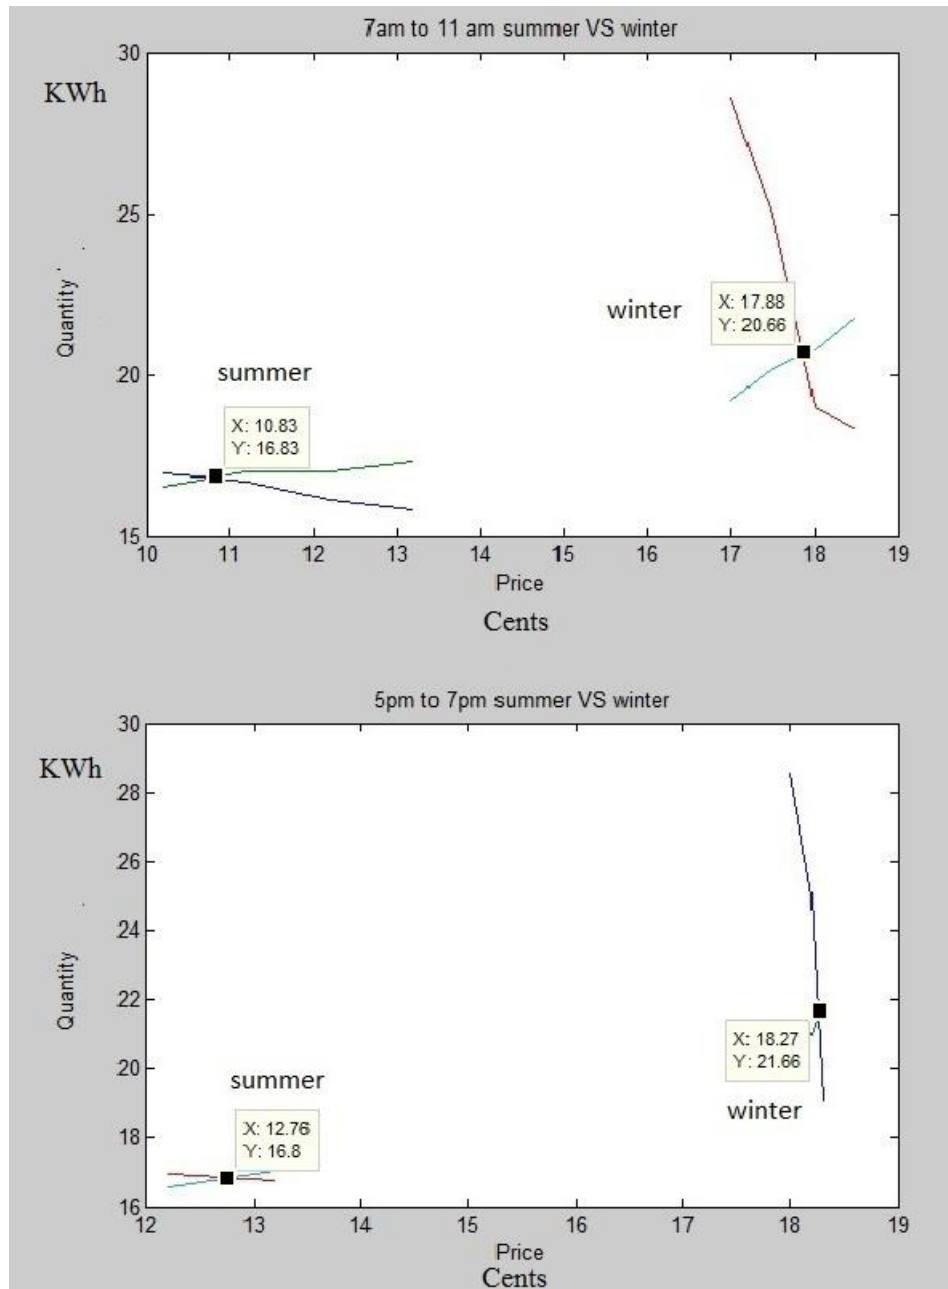 7am to 11 am summer VS winter
30
KWh
25
Quantity
winter
X: 17.88
Y: 20.66
20
summer
X: 10.83
Y: 16.83
15
10 11 12 13 14 15 16 17 18 19
Price
Cents
5pm to 7pm summer VS winter
30
KWh
28
26
24
Quantity
22
X: 18.27
Y: 21.66
20
summer
winter
18
X: 12.76
Y: 16.8
16
12 13 14 15 16 17 18 19
Price
Cents